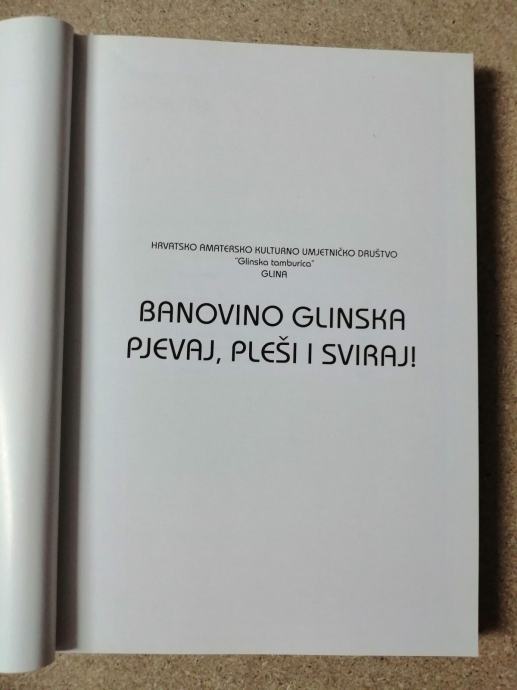 HRVATSKO AMATERSKO KULTURNO UMJETNIČKO DRUŠTVO
"Glinska tamburica"
GLINA
BANOVINO GLINSKA
PJEVAJ, PLEŠI I SVIRAJ!